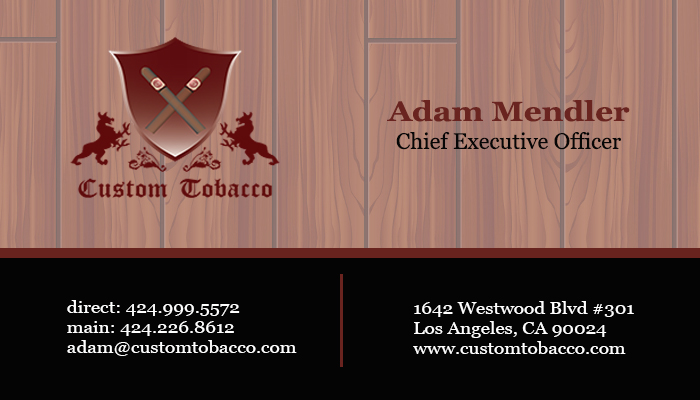 Custom Tobacco
Adam Mendler
Chief Executive Officer
direct: 424.999.5572
main: 424.226.8612
adam@customtobacco.com
1642 Westwood Blvd #301
Los Angeles, CA 90024
www.customtobacco.com